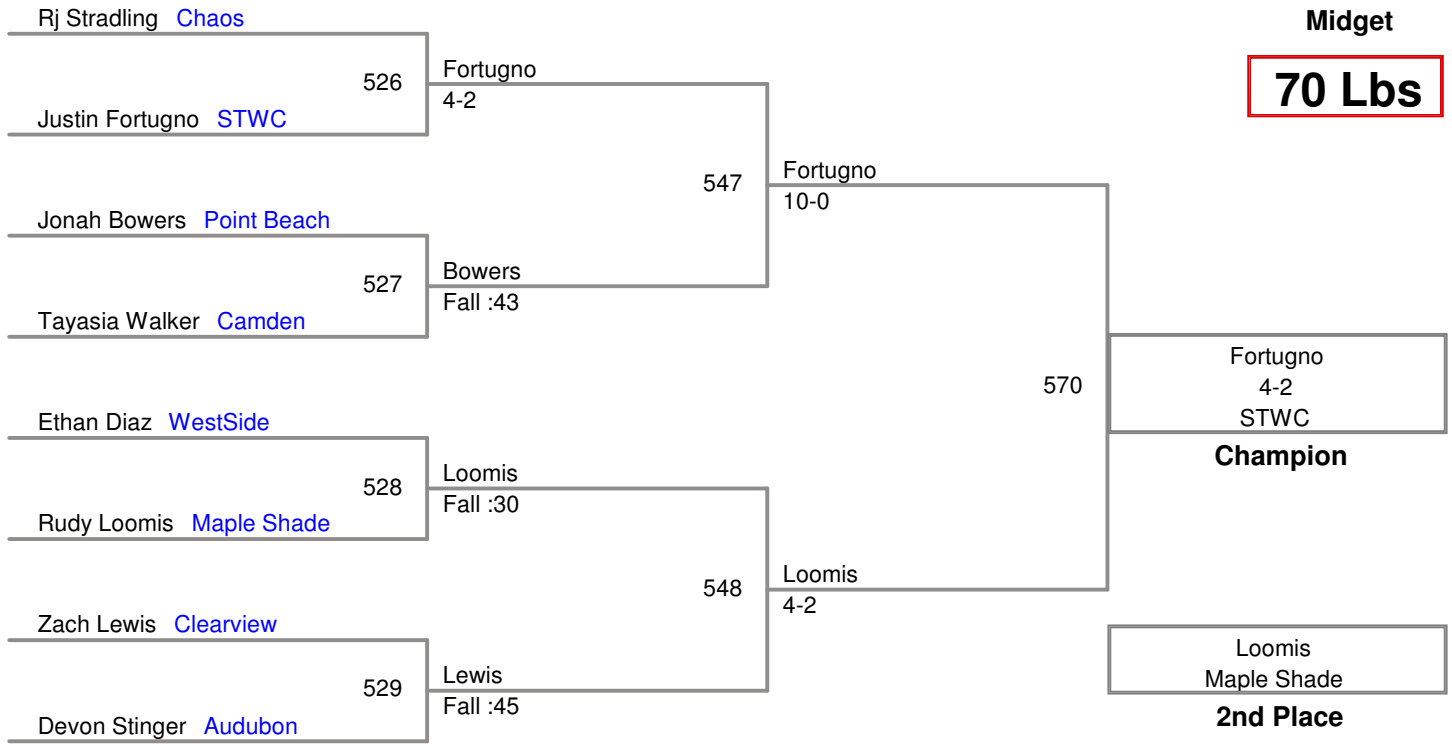 Rj Stradling Chaos
Midget
526
Fortugno
4-2
70 Lbs
Justin Fortugno STWC
547
Fortugno
10-0
Jonah Bowers Point Beach
527
Bowers
Fall :43
Tayasia Walker Camden
570
Fortugno
4-2
STWC
Champion
Ethan Diaz WestSide
528
Loomis
Fall :30
Rudy Loomis Maple Shade
548
Loomis
4-2
Zach Lewis Clearview
529
Lewis
Fall :45
Devon Stinger Audubon
Loomis
Maple Shade
2nd Place